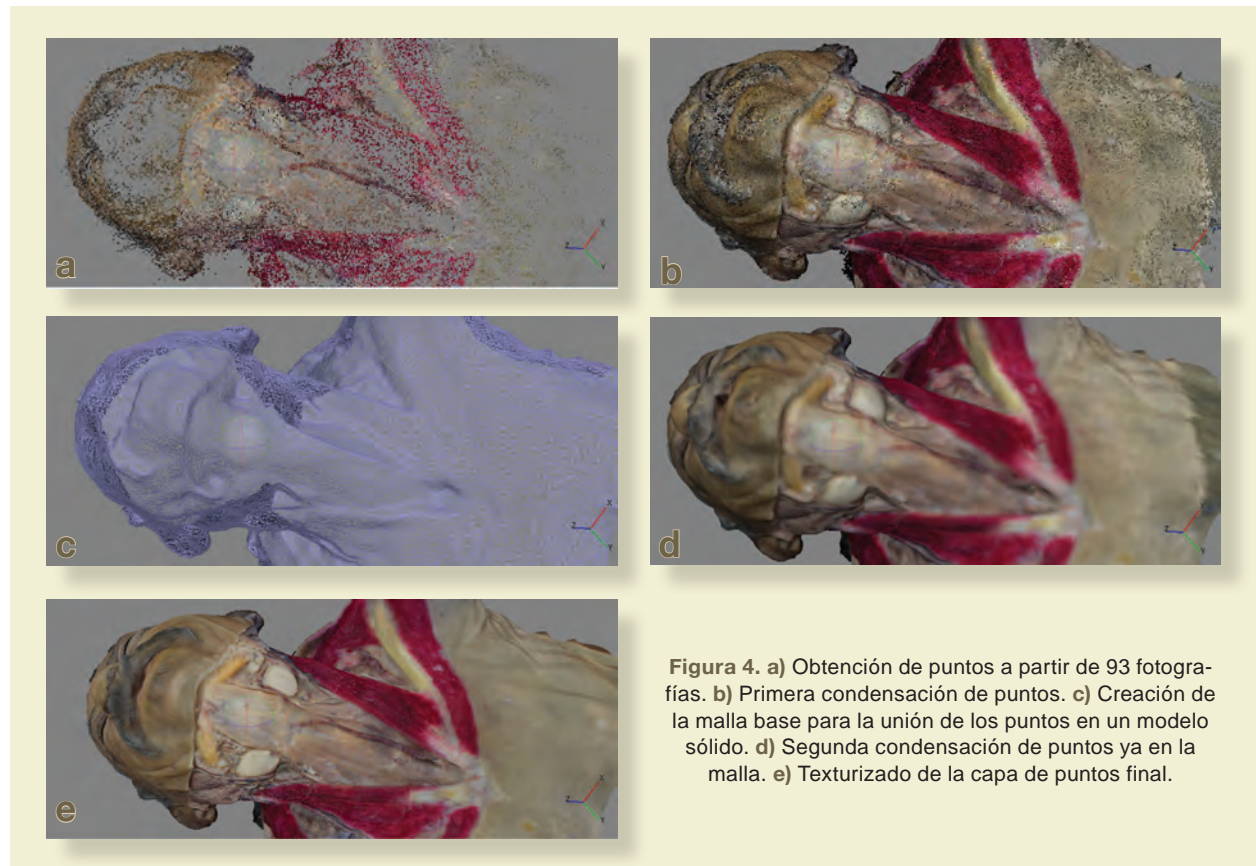 a
b
c
d
e
Figura 4. a) Obtención de puntos a partir de 93 fotogra-
fías. b) Primera condensación de puntos. c) Creación de
la malla base para la unión de los puntos en un modelo
sólido. d) Segunda condensación de puntos ya en la
malla. e) Texturizado de la capa de puntos final.